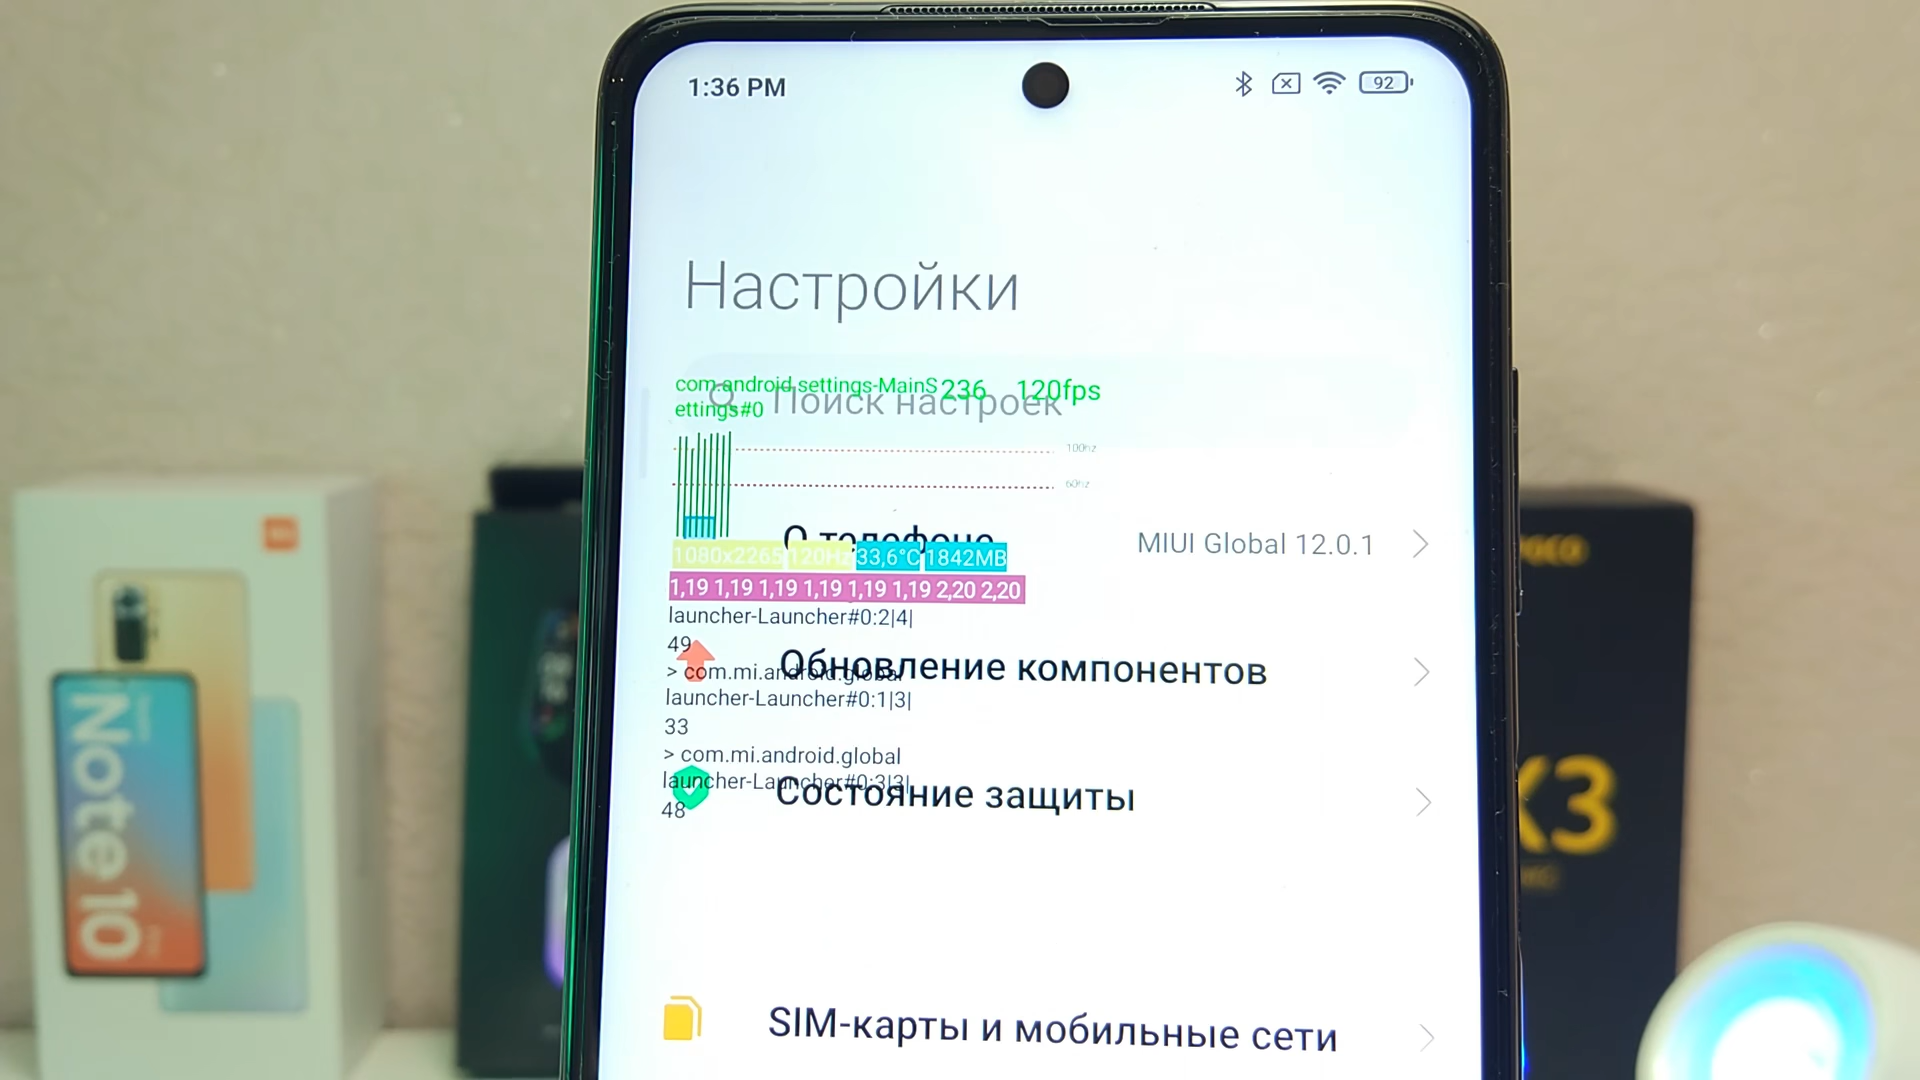 1:36 PM
92
Настройки
com.android.settings-MainS 236 120fps
ettings#0
Поиск настроек
100hz
60hz
О телефоне
MIUI Global 12.0.1
1080x2265 120Hz 33,6°C 1842MB
1,19 1,19 1,19 1,19 1,19 1,19 2,20 2,20
launcher-Launcher#0:2|4|
49
> com.mi.android.global
Обновление компонентов
launcher-Launcher#0:1|3|
33
> com.mi.android.global
launcher-Launcher#0:3|3|
Состояние защиты
48
SIM-карты и мобильные сети
Note 10
POCO
X3